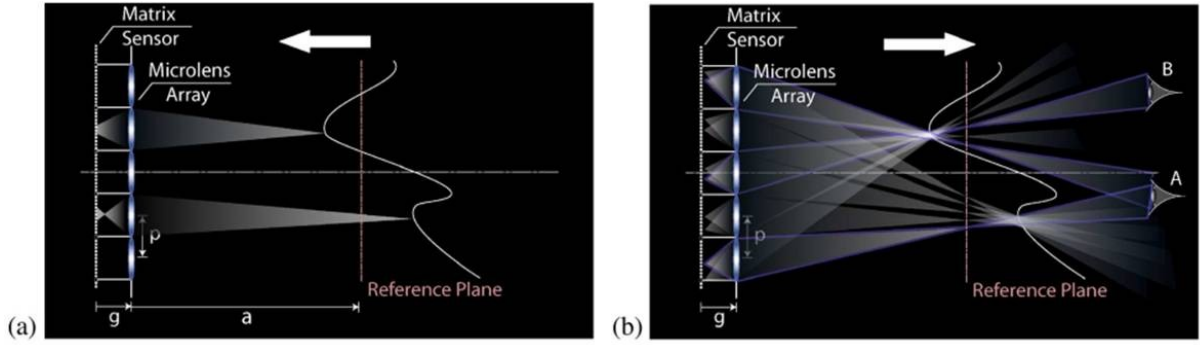 Matrix
Sensor
Microlens
Array
p
Reference Plane
g
a
(a)
Matrix
Sensor
Microlens
Array
B
A
p
Reference Plane
g
(b)